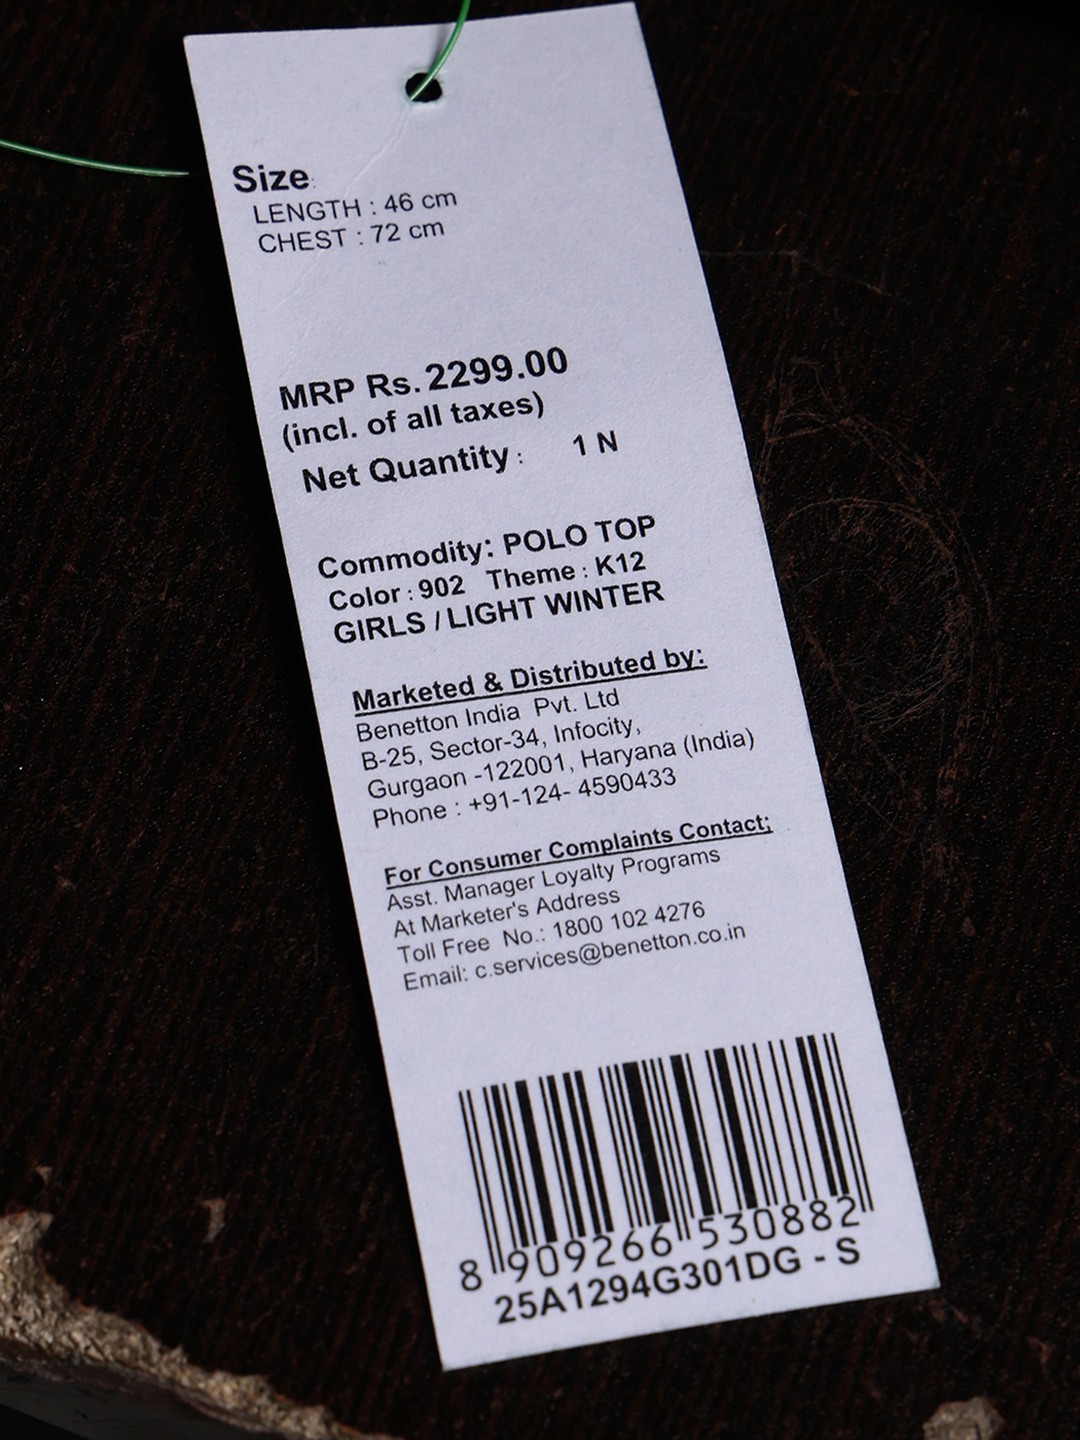 Size:
LENGTH : 46 cm
CHEST : 72 cm
MRP Rs. 2299.00
(incl. of all taxes)
Net Quantity : 1 N
Commodity: POLO TOP
Color : 902 Theme : K12
GIRLS / LIGHT WINTER
Marketed & Distributed by:
Benetton India Pvt. Ltd
B-25, Sector-34, Infocity,
Gurgaon -122001, Haryana (India)
Phone : +91-124- 4590433
For Consumer Complaints Contact;
Asst. Manager Loyalty Programs
At Marketer's Address
Toll Free No.: 1800 102 4276
Email: c.services@benetton.co.in
8 909266 530882
25A1294G301DG - S